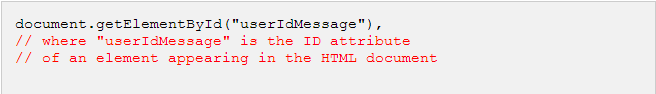 document.getElementById("userIdMessage"),
// where "userIdMessage" is the ID attribute
// of an element appearing in the HTML document